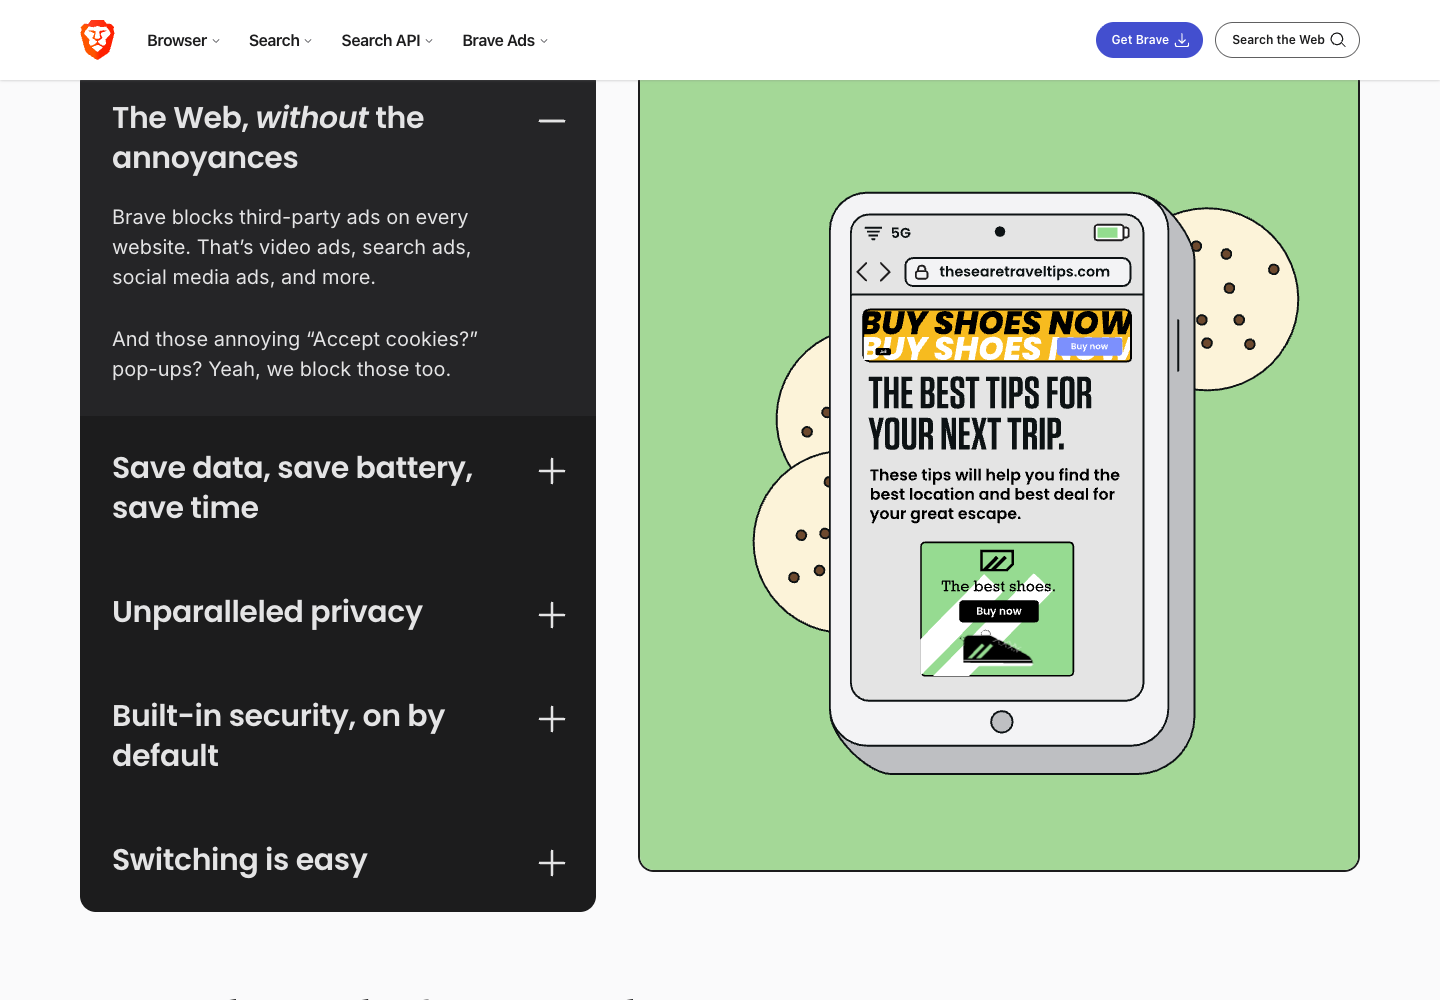 Browser
Search
Search API
Brave Ads
Get Brave
Search the Web
The Web, without the
annoyances
Brave blocks third-party ads on every
website. That’s video ads, search ads,
social media ads, and more.
And those annoying “Accept cookies?”
pop-ups? Yeah, we block those too.
Save data, save battery,
save time
Unparalleled privacy
Built-in security, on by
default
Switching is easy
5G
thesearetraveltips.com
BUY SHOES NOW
BUY SHOES NOW
Ad
Buy now
THE BEST TIPS FOR
YOUR NEXT TRIP.
These tips will help you find the
best location and best deal for
your great escape.
The best shoes.
Buy now